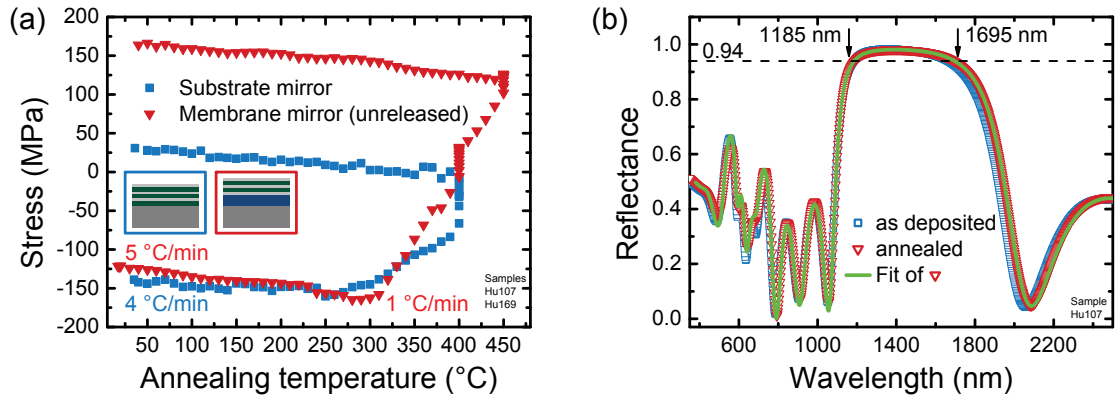 (a)
200
150
100
50
0
-50
-100
-150
-200
Stress (MPa)
Substrate mirror
Membrane mirror (unreleased)
5 °C/min
4 °C/min
1 °C/min
Samples
Hu107
Hu169
50 100 150 200 250 300 350 400 450
Annealing temperature (°C)
(b)
1185 nm
1695 nm
1.0
0.8
0.6
0.4
0.2
0.0
0.94
Reflectance
as deposited
annealed
Fit of
Sample
Hu107
600 1000 1400 1800 2200
Wavelength (nm)